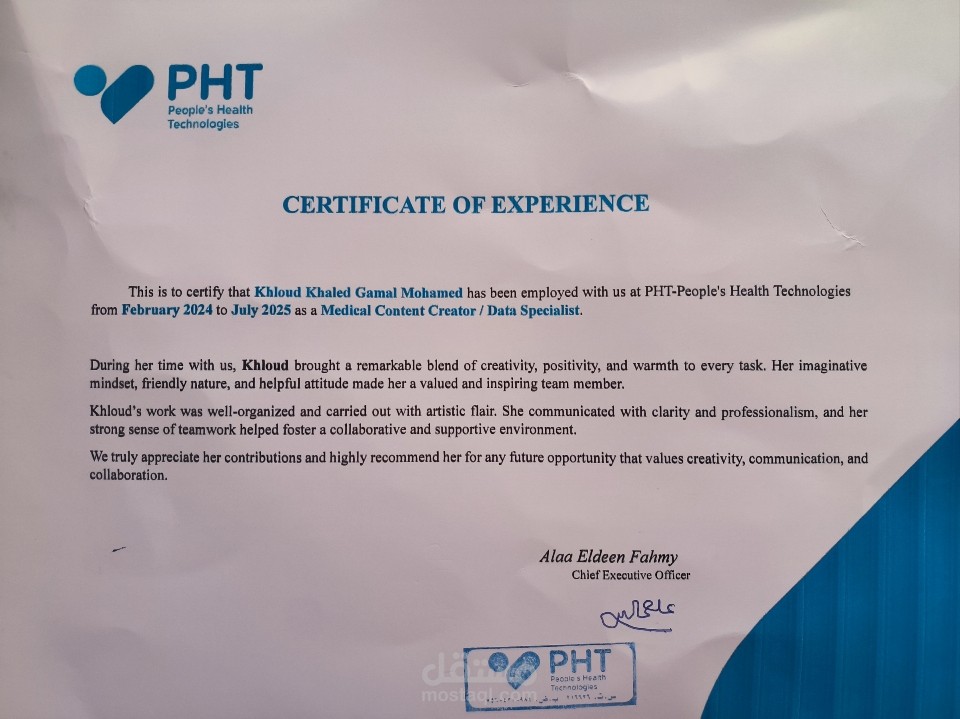 PHT
People's Health
Technologies
CERTIFICATE OF EXPERIENCE
This is to certify that Khloud Khaled Gamal Mohamed has been employed with us at PHT-People's Health Technologies
from February 2024 to July 2025 as a Medical Content Creator / Data Specialist.
During her time with us, Khloud brought a remarkable blend of creativity, positivity, and warmth to every task. Her imaginative
mindset, friendly nature, and helpful attitude made her a valued and inspiring team member.
Khloud's work was well-organized and carried out with artistic flair. She communicated with clarity and professionalism, and her
strong sense of teamwork helped foster a collaborative and supportive environment.
We truly appreciate her contributions and highly recommend her for any future opportunity that values creativity, communication, and
collaboration.
Alaa Eldeen Fahmy
Chief Executive Officer
PHT
People's Health
Technologies
مستقل
mostaql.com